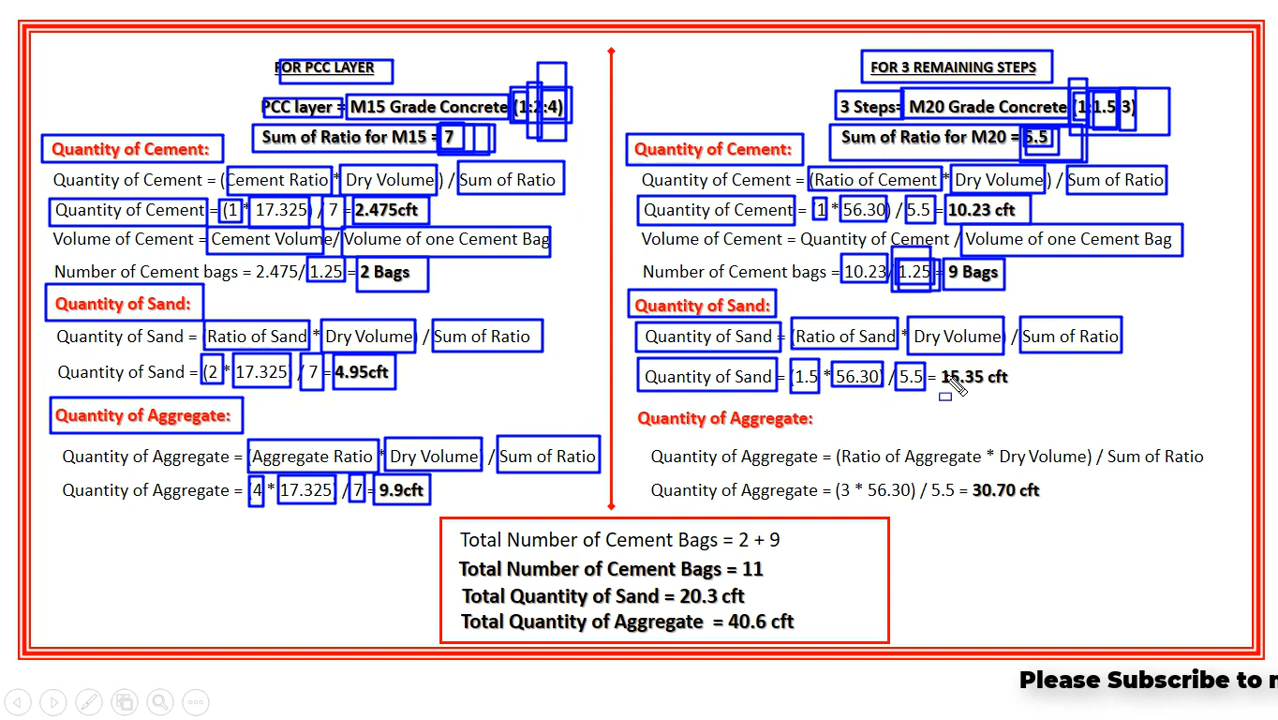 FOR PCC LAYER
PCC layer = M15 Grade Concrete (1:2:4)
Sum of Ratio for M15 = 7
Quantity of Cement:
Quantity of Cement = (Cement Ratio * Dry Volume) / Sum of Ratio
Quantity of Cement = (1 * 17.325) / 7 = 2.475cft
Volume of Cement = Cement Volume/ Volume of one Cement Bag
Number of Cement bags = 2.475/ 1.25 = 2 Bags
Quantity of Sand:
Quantity of Sand = (Ratio of Sand * Dry Volume) / Sum of Ratio
Quantity of Sand = (2 * 17.325) / 7 = 4.95cft
Quantity of Aggregate:
Quantity of Aggregate = (Aggregate Ratio * Dry Volume) / Sum of Ratio
Quantity of Aggregate = (4 * 17.325) / 7 = 9.9cft
FOR 3 REMAINING STEPS
3 Steps= M20 Grade Concrete (1:1.5:3)
Sum of Ratio for M20 = 5.5
Quantity of Cement:
Quantity of Cement = (Ratio of Cement * Dry Volume) / Sum of Ratio
Quantity of Cement = (1 * 56.30) / 5.5 = 10.23 cft
Volume of Cement = Quantity of Cement / Volume of one Cement Bag
Number of Cement bags = 10.23/ 1.25 = 9 Bags
Quantity of Sand:
Quantity of Sand = (Ratio of Sand * Dry Volume) / Sum of Ratio
Quantity of Sand = (1.5 * 56.30) / 5.5 = 15.35 cft
Quantity of Aggregate:
Quantity of Aggregate = (Ratio of Aggregate * Dry Volume) / Sum of Ratio
Quantity of Aggregate = (3 * 56.30) / 5.5 = 30.70 cft
Total Number of Cement Bags = 2 + 9
Total Number of Cement Bags = 11
Total Quantity of Sand = 20.3 cft
Total Quantity of Aggregate = 40.6 cft
Please Subscribe to